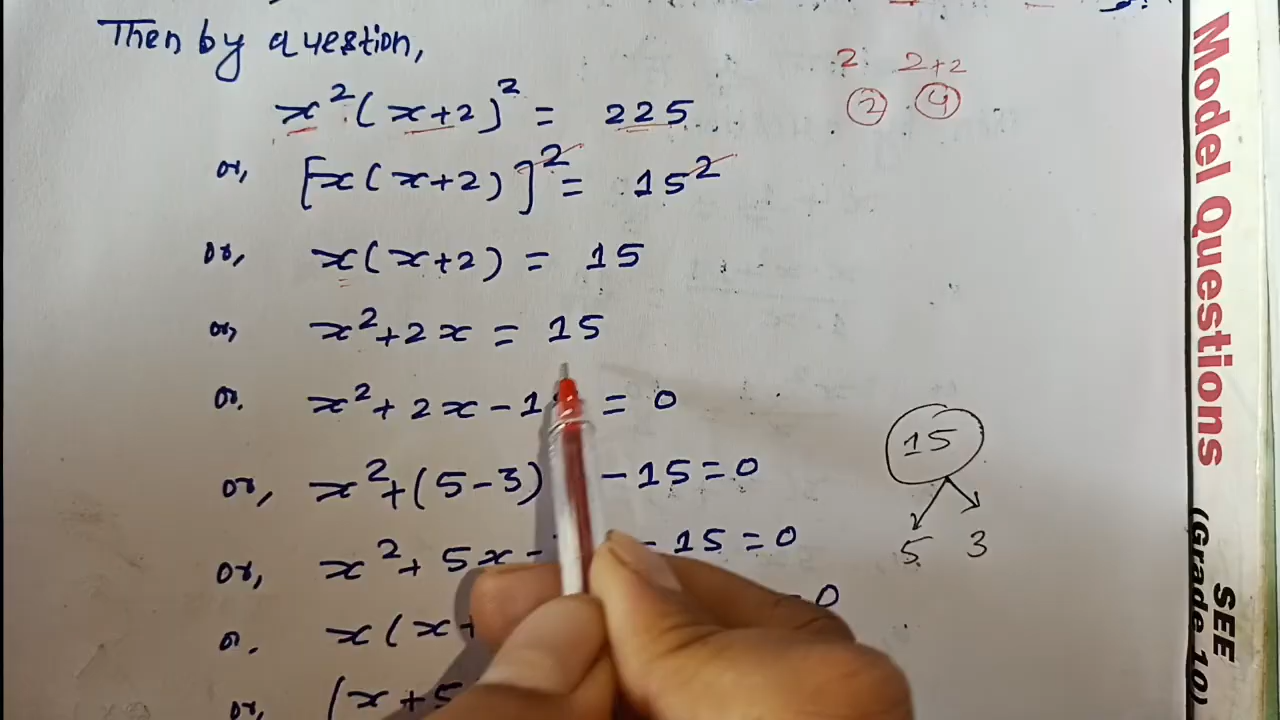 Then by question,
2 2+2
x²(x+2)² = 225
② ④
or, [x(x+2)]² = 15²
or, x(x+2) = 15
or, x²+2x = 15
or. x²+2x-1 = 0
15
or, x²+(5-3) -15=0
5 3
or, x²+5x- -15=0
or. x(x+ =0
or, (x+5
Model Questions
SEE
(Grade 10)